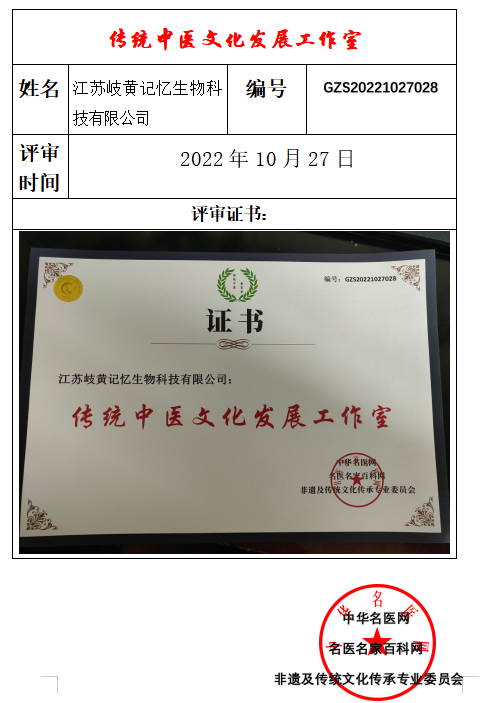 传统中医文化发展工作室
姓名
江苏岐黄记忆生物科
技有限公司
编号
GZS20221027028
评审
时间
2022 年 10 月 27 日
评审证书:
编号: GZS20221027028
证书
江苏岐黄记忆生物科技有限公司:
传统中医文化发展工作室
中华名医网
名医名家百科网
非遗及传统文化传承专业委员会
中华名医网
中华名医网
名医名家百科网
非遗及传统文化传承专业委员会